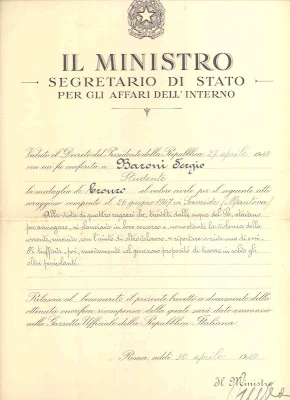 IL MINISTRO
SEGRETARIO DI STATO
PER GLI AFFARI DELL'INTERNO
Veduto il Decreto del Presidente della Repubblica 27 aprile 1949
con cui fu conferita a Baroni Sergio
Studente
la medaglia di bronzo al valor civile per il seguente atto
coraggioso compiuto il 26 giugno 1947 in (Mantova)
Alla vista di quattro ragazzi che, travolti dalle acque del Po, stavano
per annegare, si slanciava in loro soccorso e, nonostante la violenza della
corrente, riusciva, con l'aiuto di altro salvatore, a riportare a riva uno di essi.
Si rituffava, poi, nuovamente col generoso proposito di trarre in salvo gli
altri pericolanti.
Rilascia al benemerito il presente brevetto a documento della
ottenuta onorifica ricompensa della quale sarà dato annunzio
nella Gazzetta Ufficiale della Repubblica Italiana.
Roma, addì 30 aprile 1949
Il Ministro